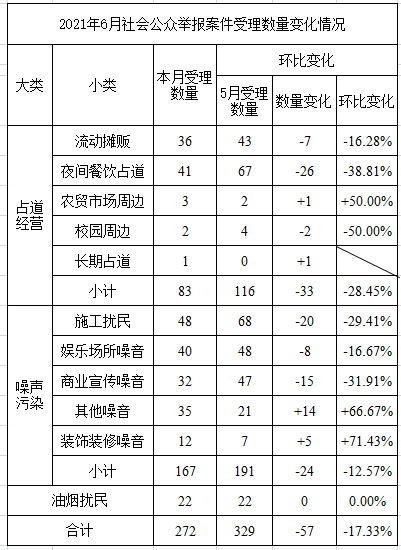 2021年6月社会公众举报案件受理数量变化情况
大类 小类 本月受理数量 环比变化
5月受理数量 数量变化 环比变化
占道经营 流动摊贩 36 43 -7 -16.28%
夜间餐饮占道 41 67 -26 -38.81%
农贸市场周边 3 2 +1 +50.00%
校园周边 2 4 -2 -50.00%
长期占道 1 0 +1
小计 83 116 -33 -28.45%
噪声污染 施工扰民 48 68 -20 -29.41%
娱乐场所噪音 40 48 -8 -16.67%
商业宣传噪音 32 47 -15 -31.91%
其他噪音 35 21 +14 +66.67%
装饰装修噪音 12 7 +5 +71.43%
小计 167 191 -24 -12.57%
油烟扰民 22 22 0 0.00%
合计 272 329 -57 -17.33%